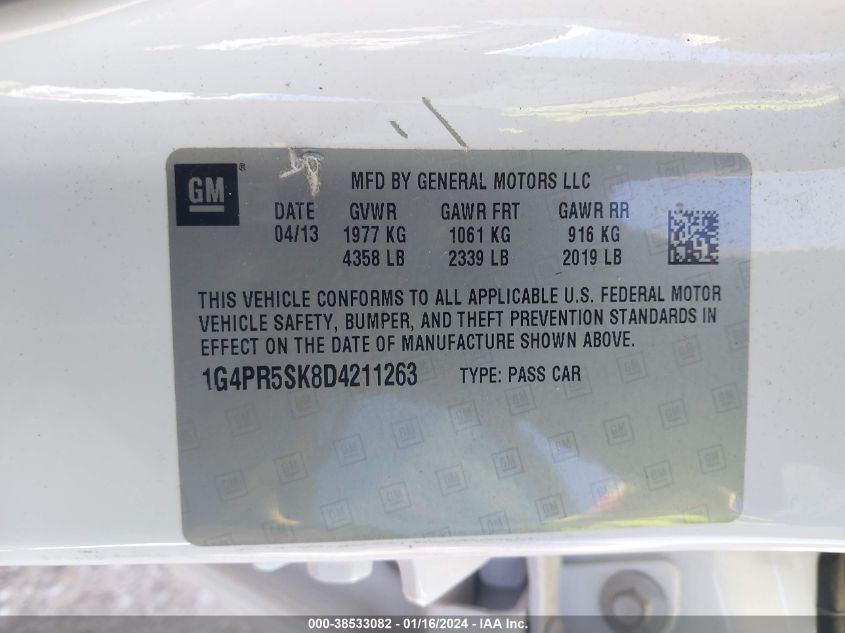 GM ®
MFD BY GENERAL MOTORS LLC
DATE GVWR GAWR FRT GAWR RR
04/13 1977 KG 1061 KG 916 KG
4358 LB 2339 LB 2019 LB
THIS VEHICLE CONFORMS TO ALL APPLICABLE U.S. FEDERAL MOTOR
VEHICLE SAFETY, BUMPER, AND THEFT PREVENTION STANDARDS IN
EFFECT ON THE DATE OF MANUFACTURE SHOWN ABOVE.
1G4PR5SK8D4211263 TYPE: PASS CAR
000-38533082 - 01/16/2024 - IAA Inc.